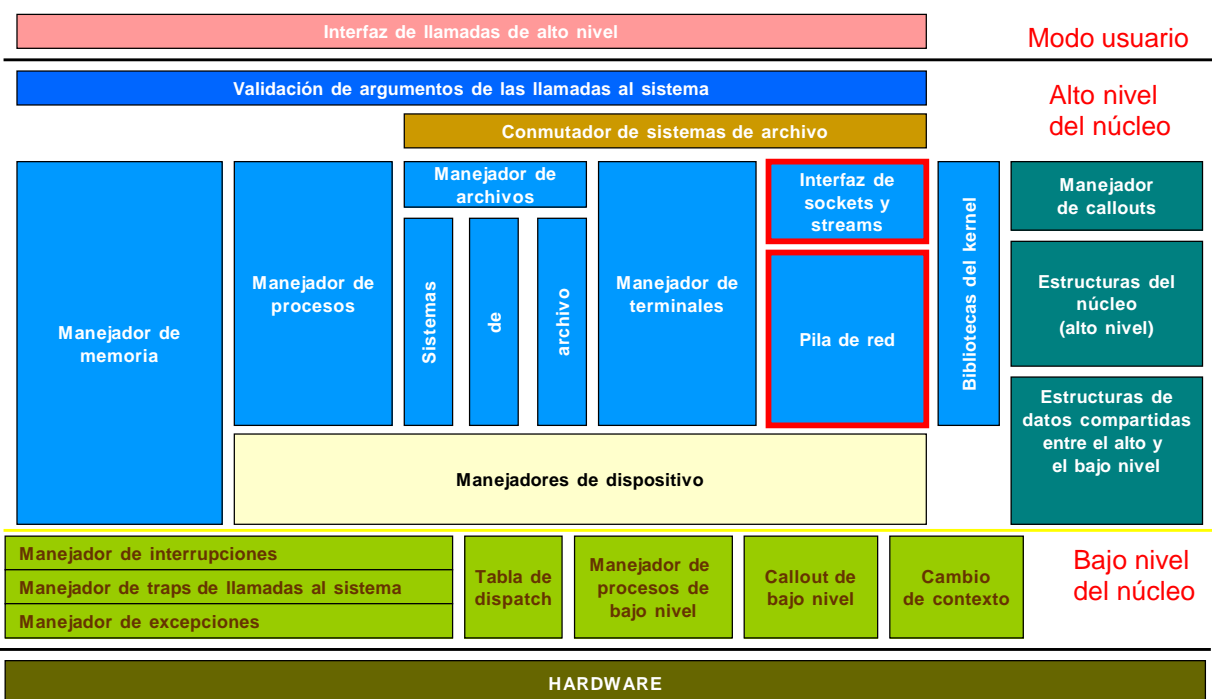 Interfaz de llamadas de alto nivel
Modo usuario
Validación de argumentos de las llamadas al sistema
Alto nivel
del núcleo
Conmutador de sistemas de archivo
Manejador de
memoria
Manejador de
procesos
Manejador de
archivos
Sistemas
de
archivo
Manejador de
terminales
Interfaz de
sockets y
streams
Pila de red
Bibliotecas del kernel
Manejador
de callouts
Estructuras del
núcleo
(alto nivel)
Estructuras de
datos compartidas
entre el alto y
el bajo nivel
Manejadores de dispositivo
Manejador de interrupciones
Manejador de traps de llamadas al sistema
Manejador de excepciones
Tabla de
dispatch
Manejador de
procesos de
bajo nivel
Callout de
bajo nivel
Cambio
de contexto
Bajo nivel
del núcleo
HARDWARE